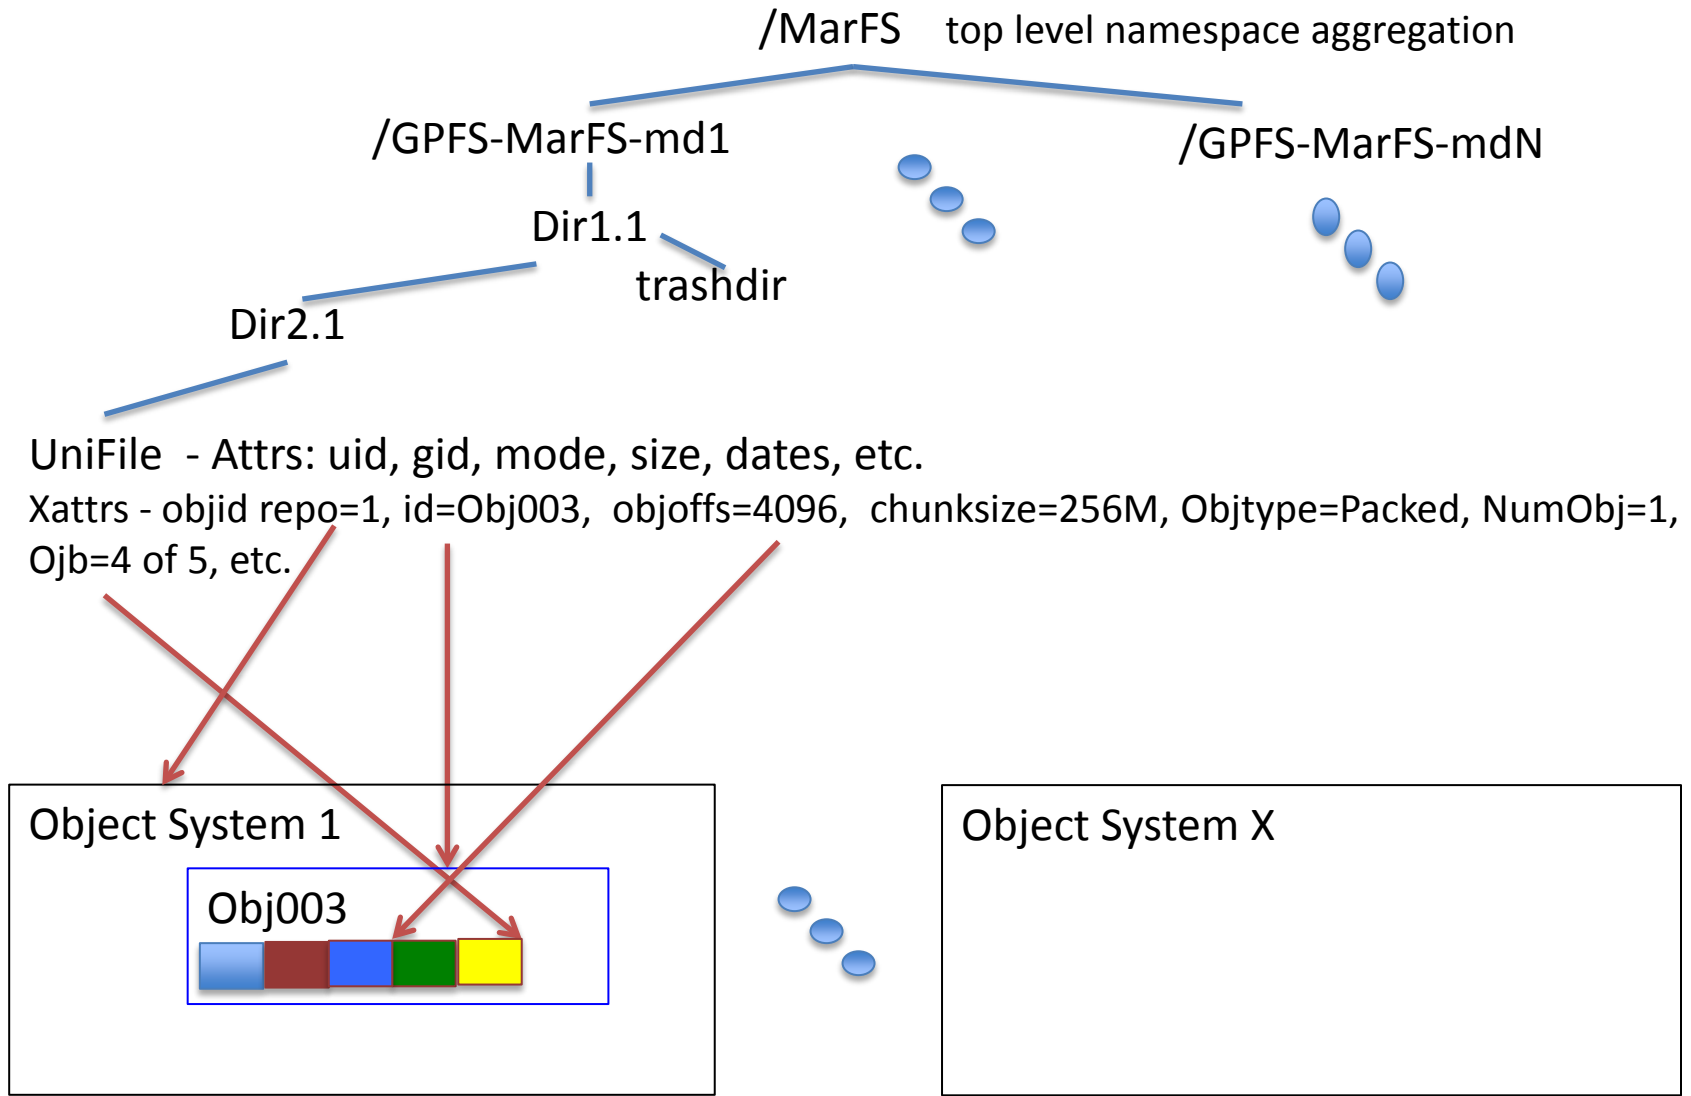 /MarFS top level namespace aggregation
/GPFS-MarFS-md1
/GPFS-MarFS-mdN
Dir1.1
trashdir
Dir2.1
UniFile - Attrs: uid, gid, mode, size, dates, etc.
Xattrs - objid repo=1, id=Obj003, objoffs=4096, chunksize=256M, Objtype=Packed, NumObj=1,
Ojb=4 of 5, etc.
Object System 1
Object System X
Obj003